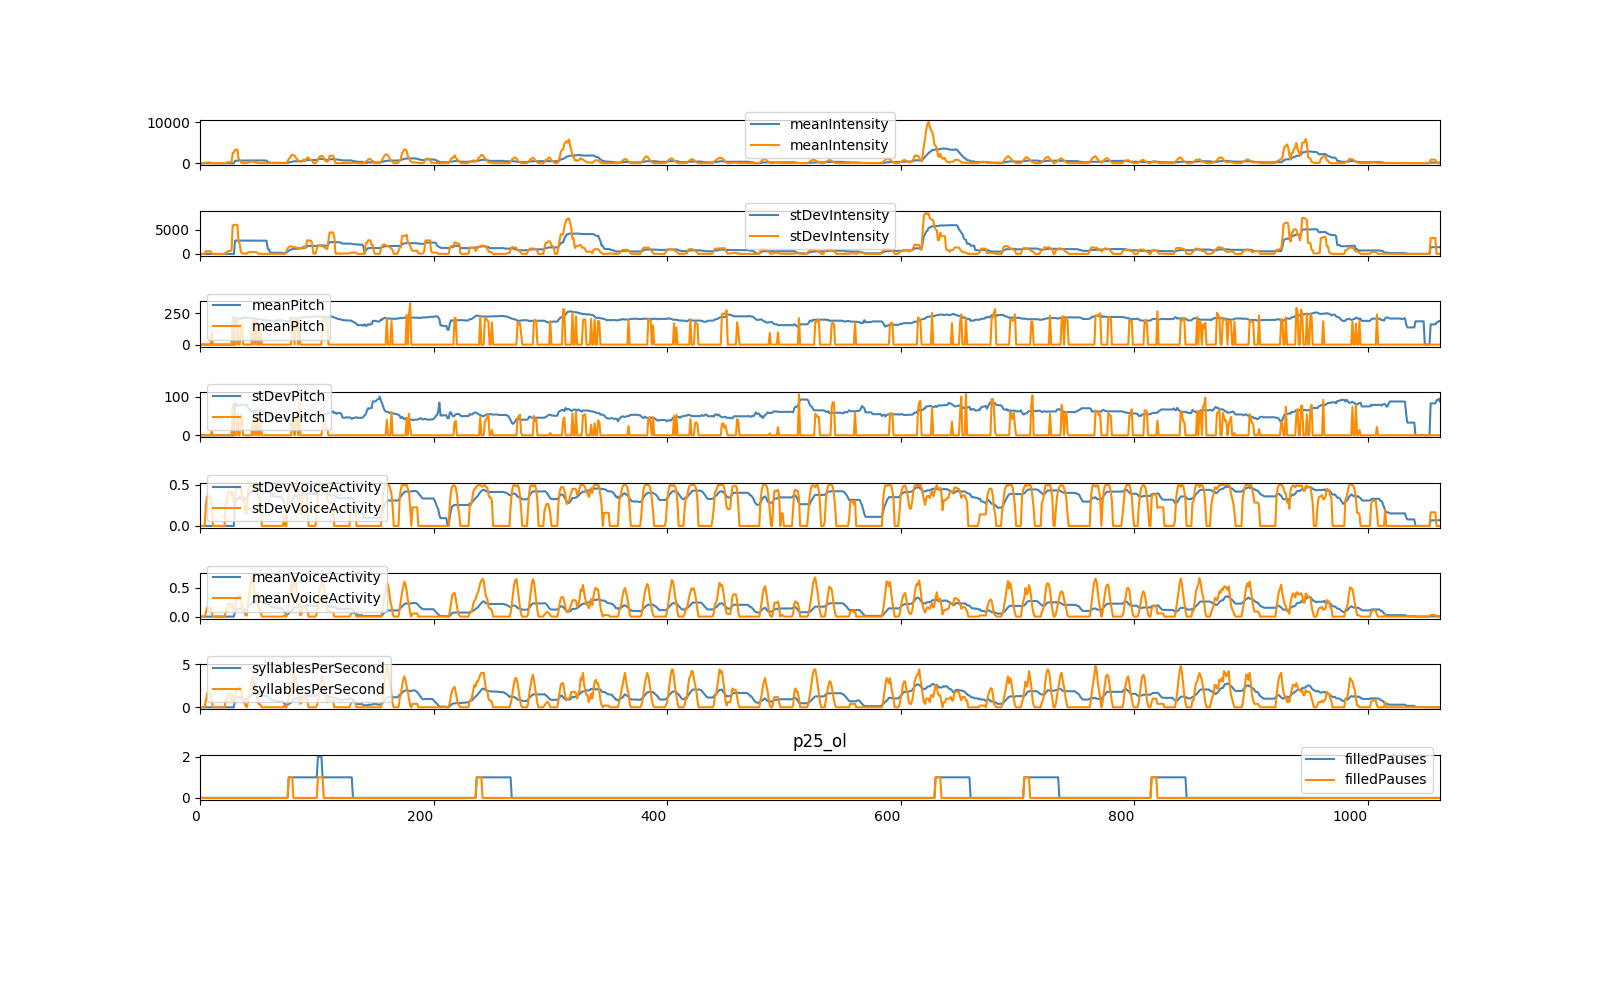 10000
0
meanIntensity
meanIntensity
5000
0
stDevIntensity
stDevIntensity
250
0
meanPitch
meanPitch
100
0
stDevPitch
stDevPitch
0.5
0.0
stDevVoiceActivity
stDevVoiceActivity
0.5
0.0
meanVoiceActivity
meanVoiceActivity
5
0
syllablesPerSecond
syllablesPerSecond
p25_ol
2
0
filledPauses
filledPauses
0 200 400 600 800 1000